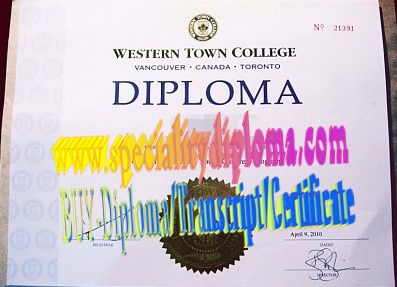 Nº 21391
WESTERN TOWN COLLEGE
VANCOUVER · CANADA · TORONTO
DIPLOMA
www.specialitydiploma.com
BUY Diploma/Transcript/Certificate
April 9, 2010
REGISTRAR
DATED
DIRECTOR